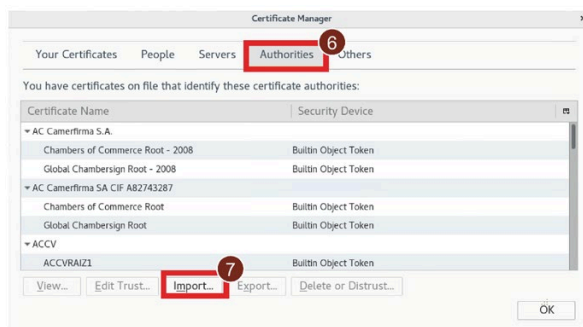 Certificate Manager
6
Your Certificates People Servers Authorities Others
You have certificates on file that identify these certificate authorities:
Certificate Name Security Device
AC Camerfirma S.A.
Chambers of Commerce Root - 2008 Builtin Object Token
Global Chambersign Root - 2008 Builtin Object Token
AC Camerfirma SA CIF A82743287
Chambers of Commerce Root Builtin Object Token
Global Chambersign Root Builtin Object Token
ACCV
ACCVRAIZ1 Builtin Object Token
7
View... Edit Trust... Import... Export... Delete or Distrust...
OK